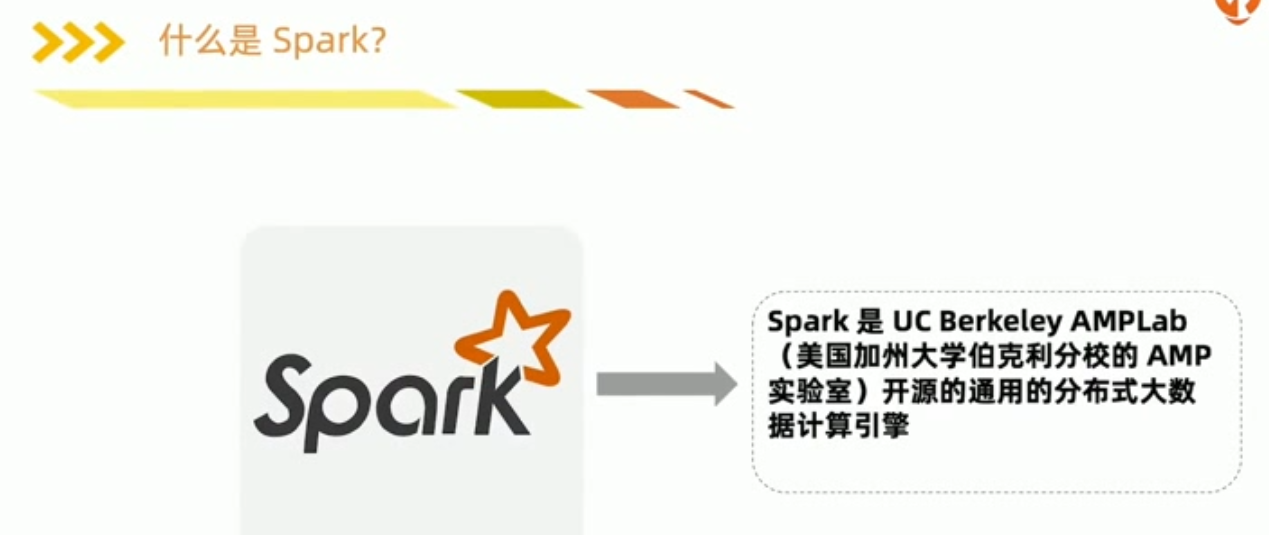 什么是 Spark?
Spark
Spark 是 UC Berkeley AMPLab
（美国加州大学伯克利分校的 AMP
实验室）开源的通用的分布式大数
据计算引擎